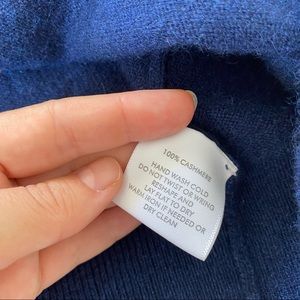 100% CASHMERE
HAND WASH COLD
DO NOT TWIST OR WRING
RESHAPE AND
LAY FLAT TO DRY
WARM IRON IF NEEDED OR
DRY CLEAN